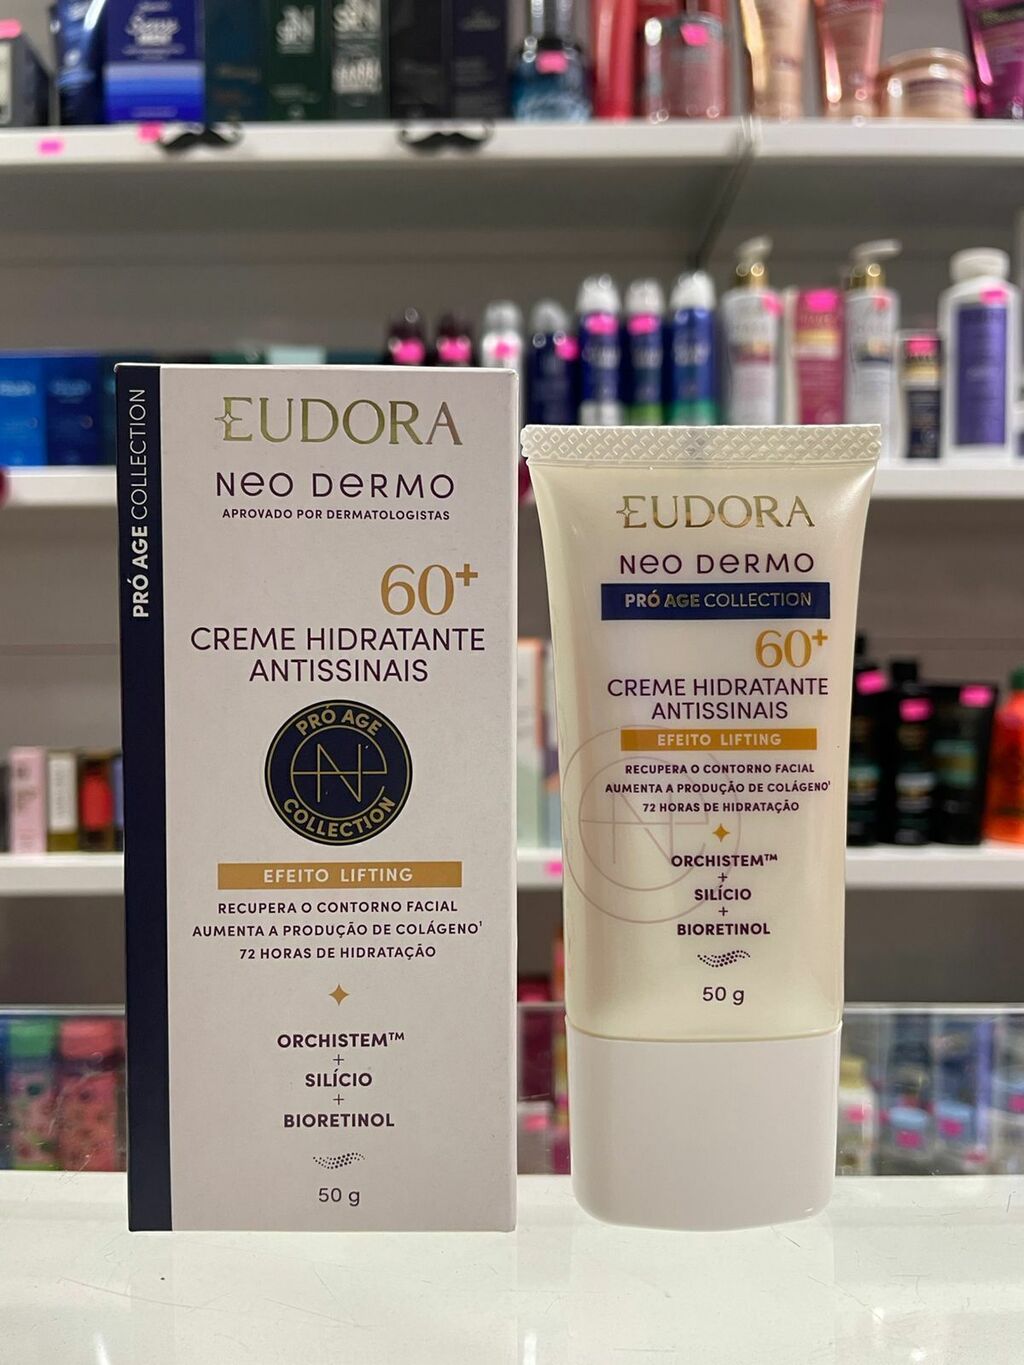 PRÓ AGE COLLECTION
EUDORA
Neo Dermo
APROVADO POR DERMATOLOGISTAS
60+
CREME HIDRATANTE
ANTISSINAIS
PRÓ AGE
COLLECTION
EFEITO LIFTING
RECUPERA O CONTORNO FACIAL
AUMENTA A PRODUÇÃO DE COLÁGENO¹
72 HORAS DE HIDRATAÇÃO
ORCHISTEM™
+
SILÍCIO
+
BIORETINOL
50 g
EUDORA
Neo Dermo
PRÓ AGE COLLECTION
60+
CREME HIDRATANTE
ANTISSINAIS
EFEITO LIFTING
RECUPERA O CONTORNO FACIAL
AUMENTA A PRODUÇÃO DE COLÁGENO¹
72 HORAS DE HIDRATAÇÃO
ORCHISTEM™
+
SILÍCIO
+
BIORETINOL
50 g